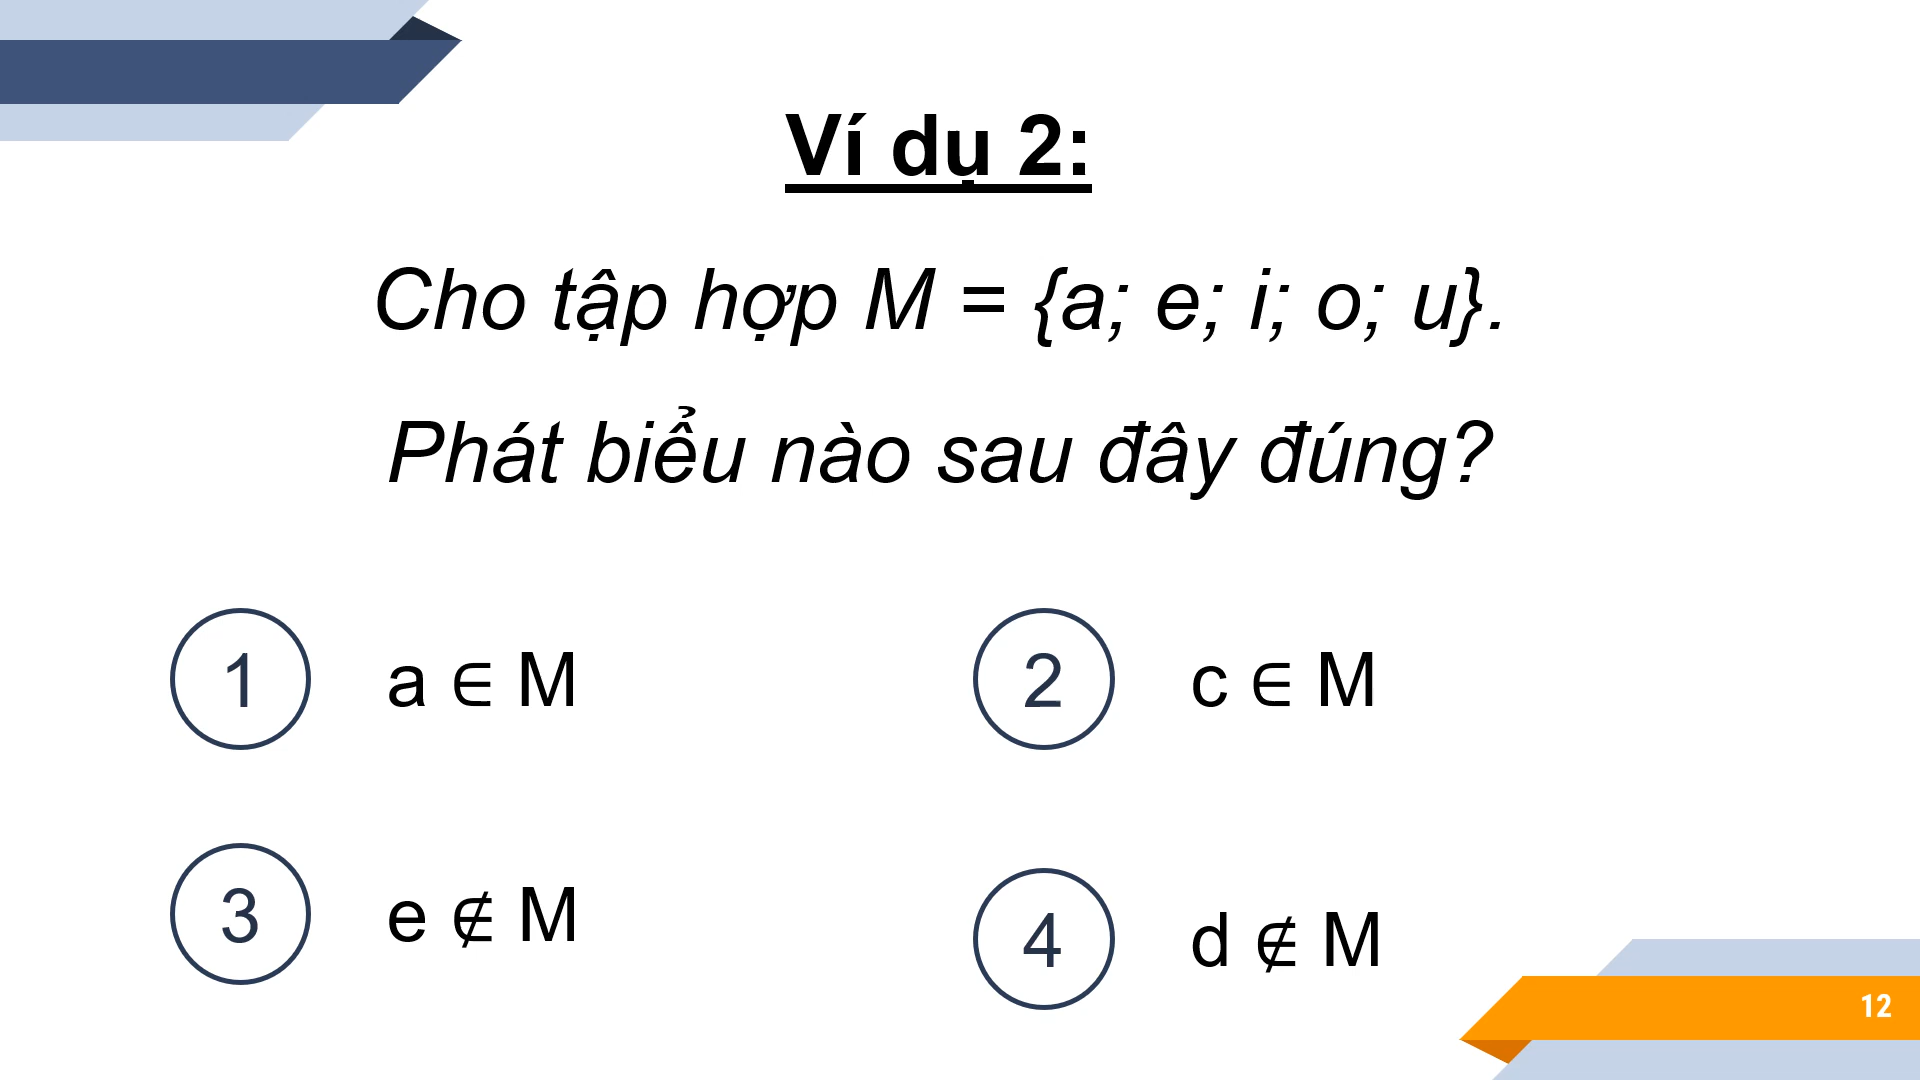 Ví dụ 2:
Cho tập hợp M = {a; e; i; o; u}.
Phát biểu nào sau đây đúng?
1 a ∈ M
2 c ∈ M
3 e ∉ M
4 d ∉ M
12